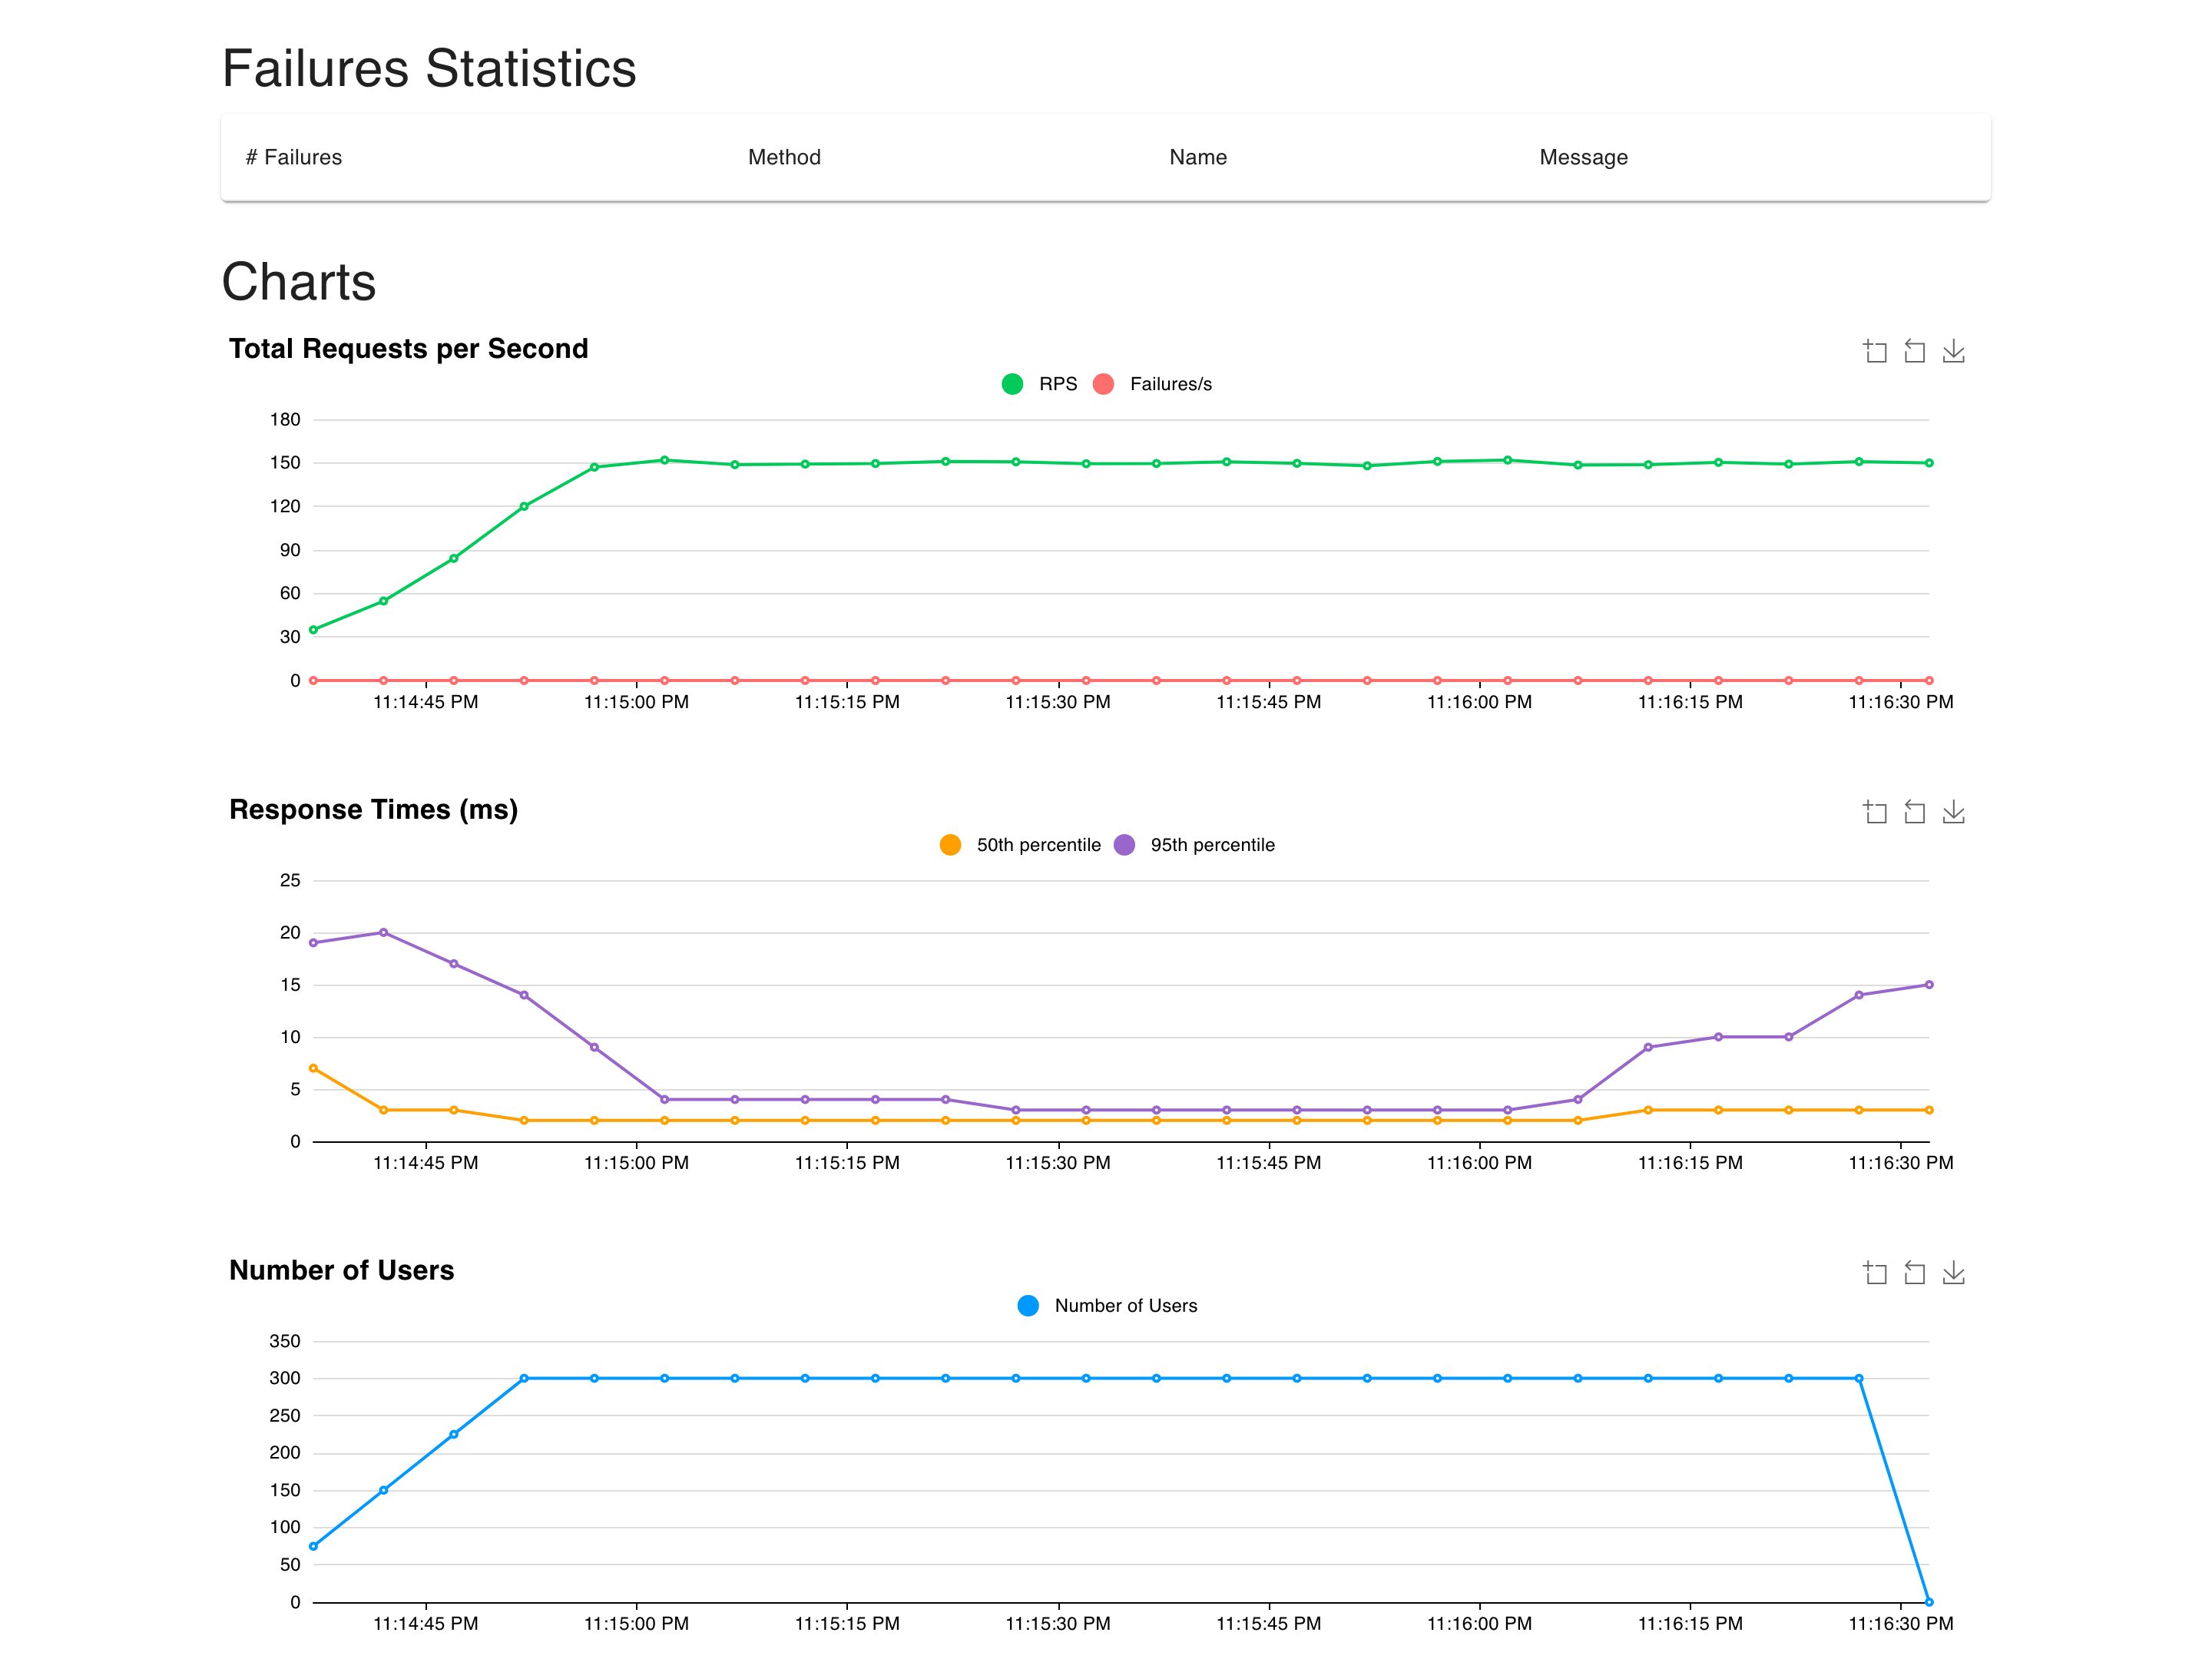 Failures Statistics
# Failures Method Name Message
Charts
Total Requests per Second
RPS Failures/s
180
150
120
90
60
30
0
11:14:45 PM 11:15:00 PM 11:15:15 PM 11:15:30 PM 11:15:45 PM 11:16:00 PM 11:16:15 PM 11:16:30 PM
Response Times (ms)
50th percentile 95th percentile
25
20
15
10
5
0
11:14:45 PM 11:15:00 PM 11:15:15 PM 11:15:30 PM 11:15:45 PM 11:16:00 PM 11:16:15 PM 11:16:30 PM
Number of Users
Number of Users
350
300
250
200
150
100
50
0
11:14:45 PM 11:15:00 PM 11:15:15 PM 11:15:30 PM 11:15:45 PM 11:16:00 PM 11:16:15 PM 11:16:30 PM